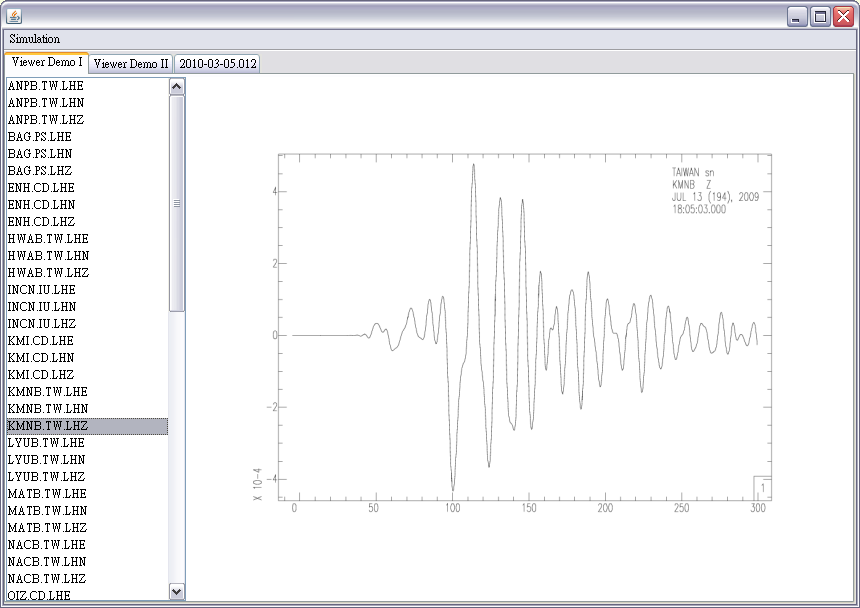 Simulation
Viewer Demo I
Viewer Demo II
2010-03-05.012
ANPB.TW.LHE
ANPB.TW.LHN
ANPB.TW.LHZ
BAG.PS.LHE
BAG.PS.LHN
BAG.PS.LHZ
ENH.CD.LHE
ENH.CD.LHN
ENH.CD.LHZ
HWAB.TW.LHE
HWAB.TW.LHN
HWAB.TW.LHZ
INCN.IU.LHE
INCN.IU.LHN
INCN.IU.LHZ
KMI.CD.LHE
KMI.CD.LHN
KMI.CD.LHZ
KMNB.TW.LHE
KMNB.TW.LHN
KMNB.TW.LHZ
LYUB.TW.LHE
LYUB.TW.LHN
LYUB.TW.LHZ
MATB.TW.LHE
MATB.TW.LHN
MATB.TW.LHZ
NACB.TW.LHE
NACB.TW.LHN
NACB.TW.LHZ
QIZ.CD.LHE
TAIWAN sn
KMNB Z
JUL 13 (194), 2009
18:05:03.000
4
2
0
-2
-4
X 10-4
0
50
100
150
200
250
300
1